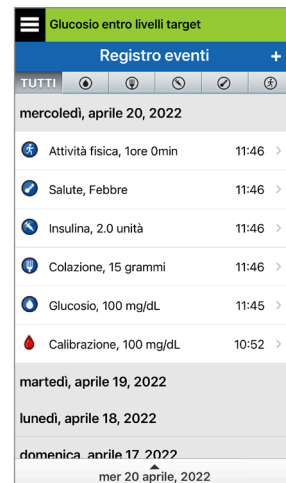 Glucosio entro livelli target
Registro eventi +
TUTTI
mercoledì, aprile 20, 2022
Attività fisica, 1ore 0min 11:46
Salute, Febbre 11:46
Insulina, 2.0 unità 11:46
Colazione, 15 grammi 11:46
Glucosio, 100 mg/dL 11:45
Calibrazione, 100 mg/dL 10:52
martedì, aprile 19, 2022
lunedì, aprile 18, 2022
domenica, aprile 17, 2022
mer 20 aprile, 2022